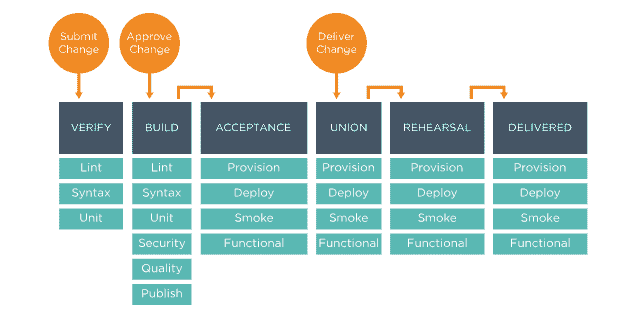 Submit
Change
Approve
Change
Deliver
Change
VERIFY
BUILD
ACCEPTANCE
UNION
REHEARSAL
DELIVERED
Lint
Lint
Provision
Provision
Provision
Provision
Syntax
Syntax
Deploy
Deploy
Deploy
Deploy
Unit
Unit
Smoke
Smoke
Smoke
Smoke
Security
Functional
Functional
Functional
Functional
Quality
Publish